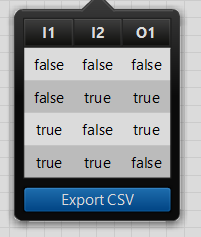 I1 I2 O1
false false false
false true true
true false true
true true false
Export CSV